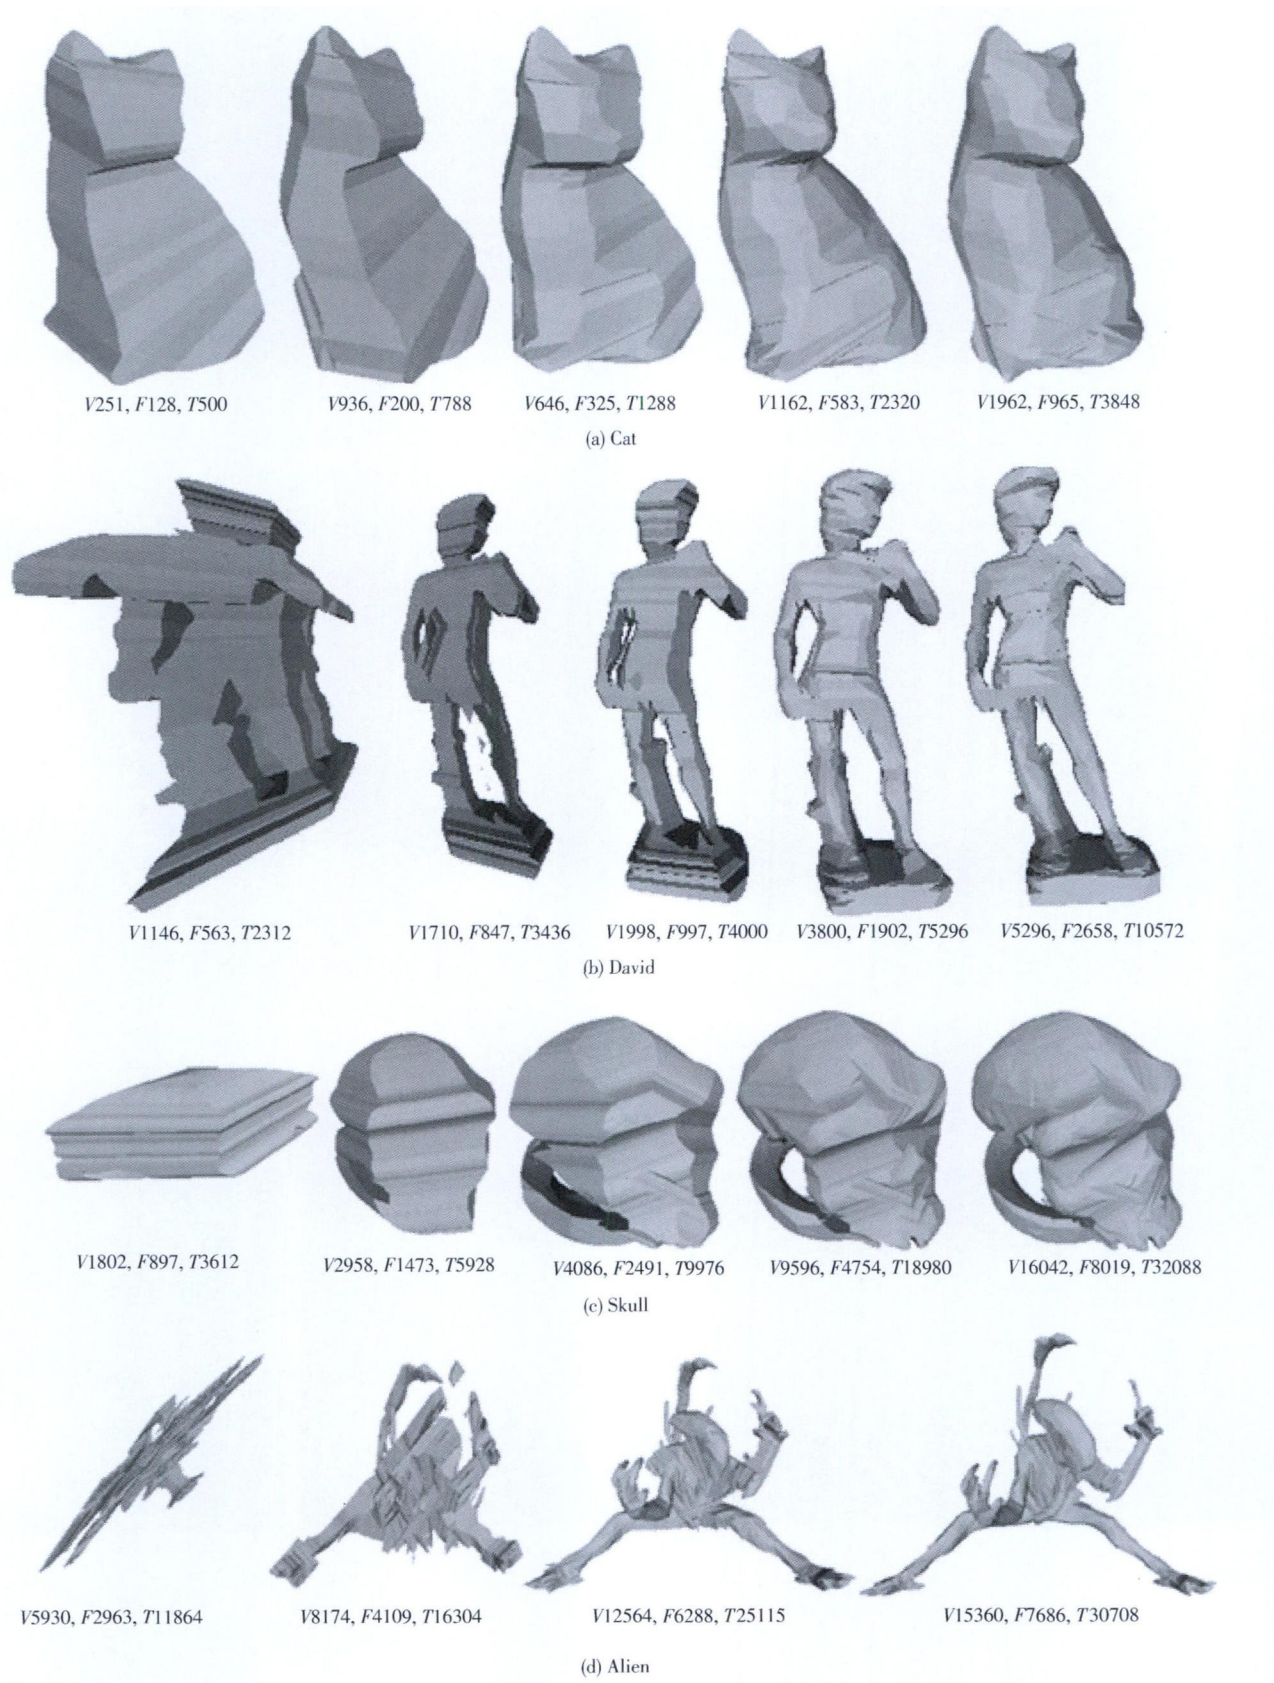 V251, F128, T500 V936, F200, T788 V646, F325, T1288 V1162, F583, T2320 V1962, F965, T3848
(a) Cat
V1146, F563, T2312 V1710, F847, T3436 V1998, F997, T4000 V3800, F1902, T5296 V5296, F2658, T10572
(b) David
V1802, F897, T3612 V2958, F1473, T5928 V4086, F2491, T9976 V9596, F4754, T18980 V16042, F8019, T32088
(c) Skull
V5930, F2963, T11864 V8174, F4109, T16304 V12564, F6288, T25115 V15360, F7686, T30708
(d) Alien